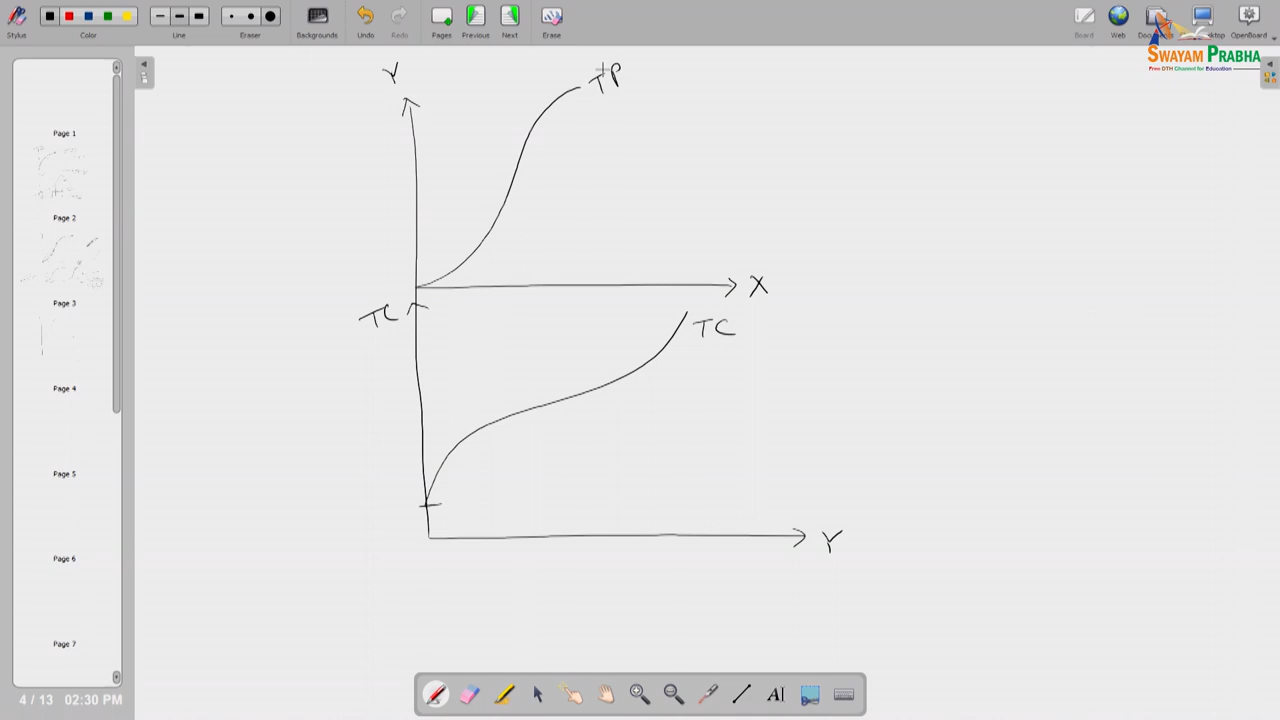 Stylus Color Line Eraser Backgrounds Undo Redo Pages Previous Next Erase Board Web Desktop OpenBoard
SWAYAM PRABHA
Free DTH Channel for Education
Y
TP
X
TC
TC
Y
Page 1
Page 2
Page 3
Page 4
Page 5
Page 6
Page 7
4 / 13 02:30 PM
AI